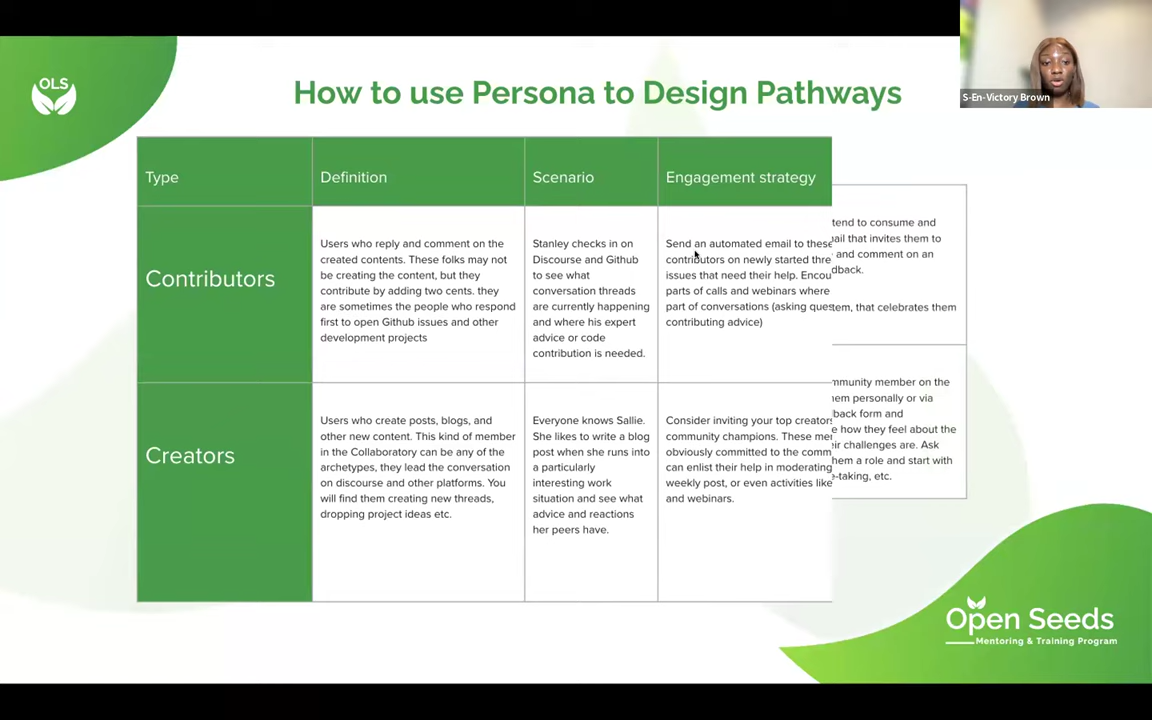 OLS
How to use Persona to Design Pathways
S-En-Victory Brown
Type
Definition
Scenario
Engagement strategy
Contributors
Users who reply and comment on the
created contents. These folks may not
be creating the content, but they
contribute by adding two cents. they
are sometimes the people who respond
first to open Github issues and other
development projects
Stanley checks in on
Discourse and Github
to see what
conversation threads
are currently happening
and where his expert
advice or code
contribution is needed.
Send an automated email to these
contributors on newly started thre
issues that need their help. Encou
parts of calls and webinars where
part of conversations (asking ques
contributing advice)
tend to consume and
ail that invites them to
and comment on an
dback.
tem, that celebrates them
Creators
Users who create posts, blogs, and
other new content. This kind of member
in the Collaboratory can be any of the
archetypes, they lead the conversation
on discourse and other platforms. You
will find them creating new threads,
dropping project ideas etc.
Everyone knows Sallie.
She likes to write a blog
post when she runs into
a particularly
interesting work
situation and see what
advice and reactions
her peers have.
Consider inviting your top creators
community champions. These me
obviously committed to the comm
can enlist their help in moderating
weekly post, or even activities like
and webinars.
mmunity member on the
em personally or via
back form and
e how they feel about the
eir challenges are. Ask
hem a role and start with
-taking, etc.
Open Seeds
Mentoring & Training Program